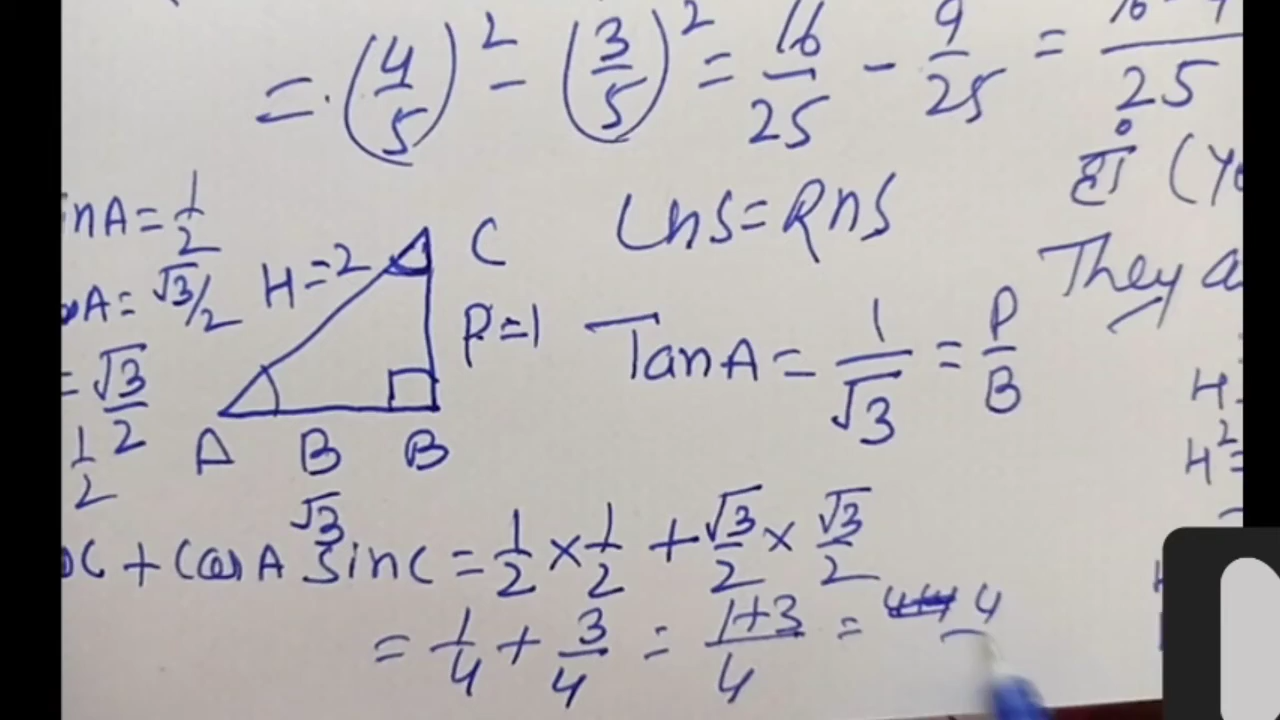 = (4/5)² - (3/5)² = 16/25 - 9/25 = /25
LHS = RHS
हां
They
inA = 1/2
A = √3/2
= √3/2
1/2
H = 2
C
P = 1
A B B
√3
TanA = 1/√3 = P/B
H
H² =
C + CosA SinC = 1/2 × 1/2 + √3/2 × √3/2
= 1/4 + 3/4 = 1+3/4 = 4